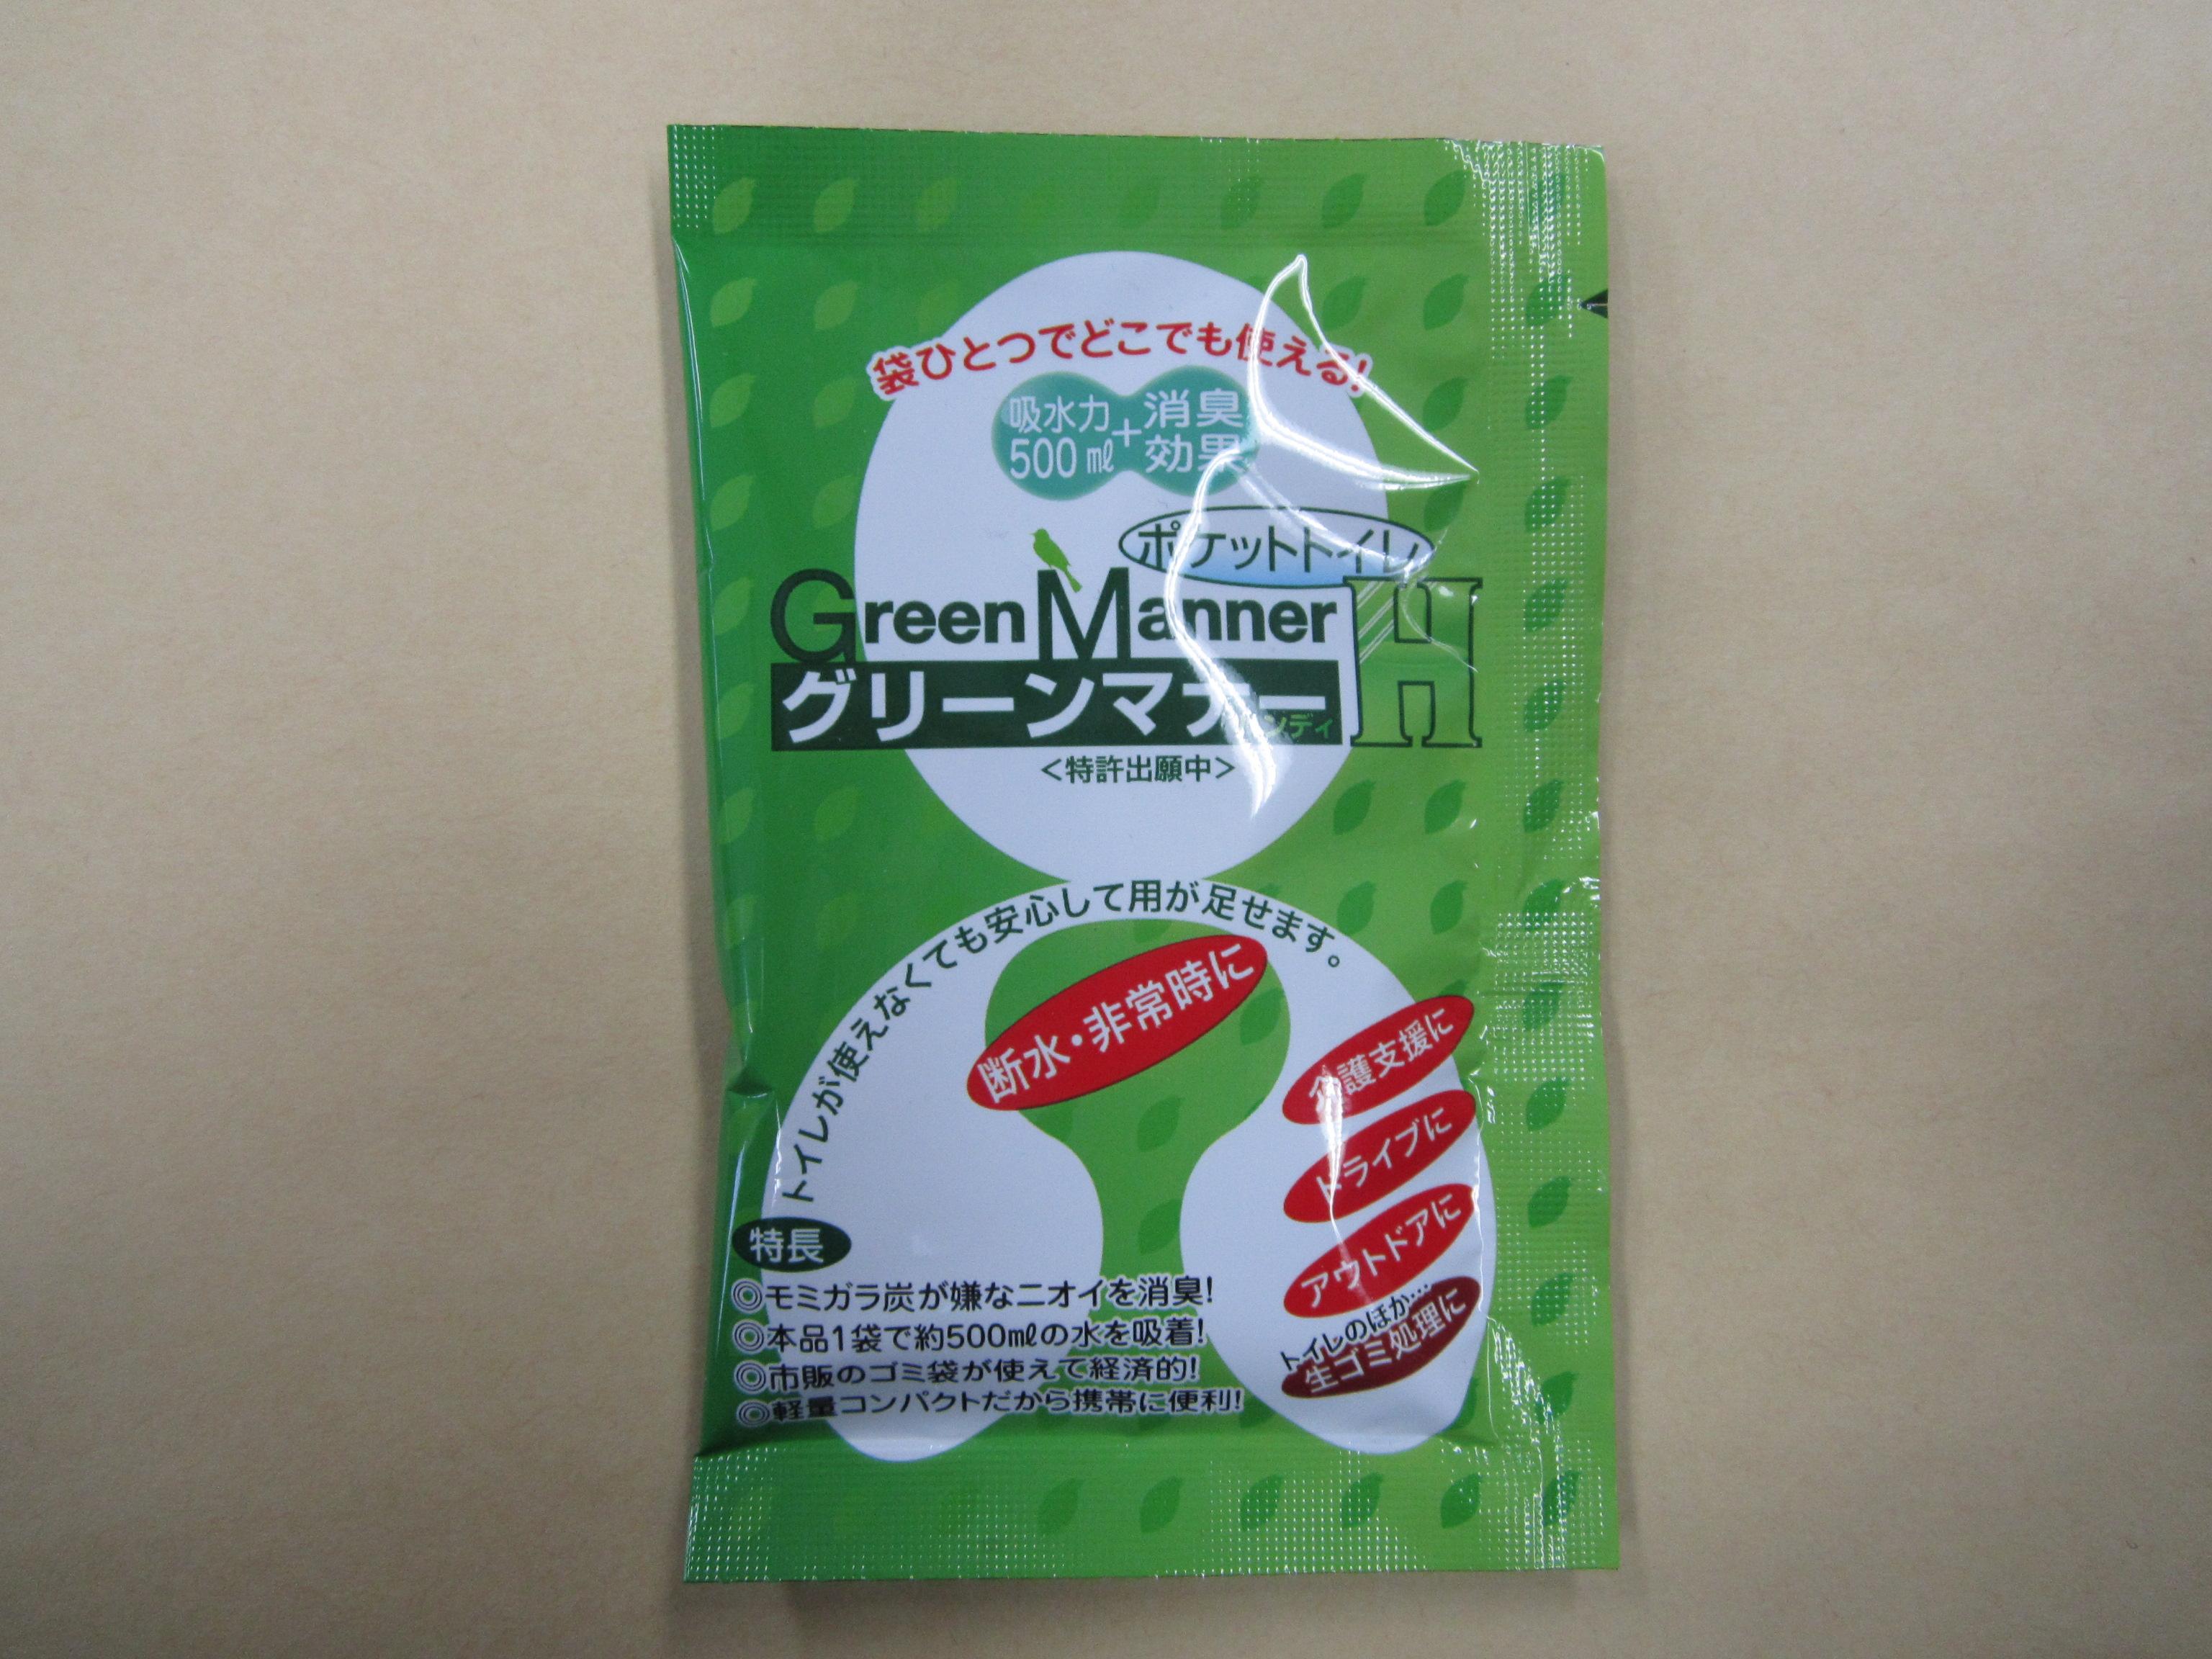 袋ひとつでどこでも使える!
吸水力
500㎖
+
消臭
効果
ポケットトイレ
Green Manner H
グリーンマナー
ンディ
<特許出願中>
トイレが使えなくても安心して用が足せます。
断水・非常時に
介護支援に
ドライブに
アウトドアに
トイレのほか…
生ゴミ処理に
特長
◎モミガラ炭が嫌なニオイを消臭!
◎本品1袋で約500㎖の水を吸着!
◎市販のゴミ袋が使えて経済的!
◎軽量コンパクトだから携帯に便利!